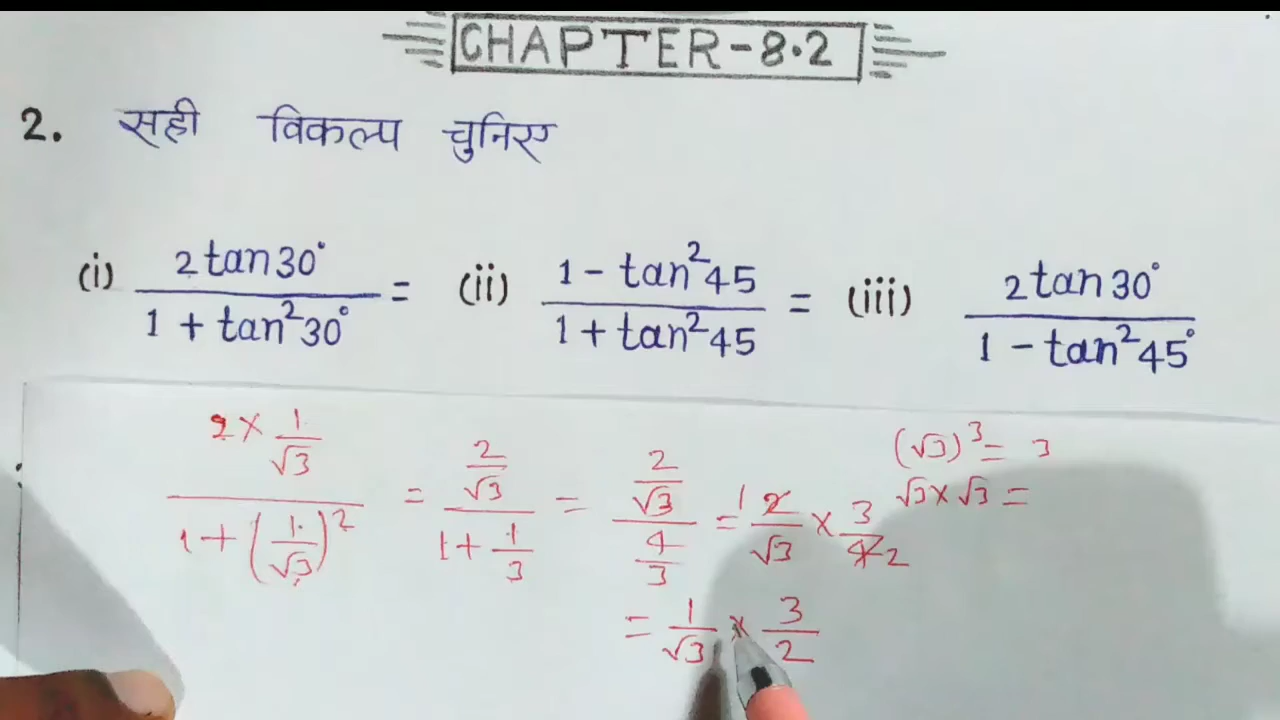 CHAPTER-8.2
2. सही विकल्प चुनिए
(i) 2tan30° / 1 + tan²30° = (ii) 1 - tan²45 / 1 + tan²45 = (iii) 2tan30° / 1 - tan²45°
2 × 1/√3 / 1 + (1/√3)² = 2/√3 / 1 + 1/3 = 2/√3 / 4/3 = 1 2/√3 × 3/4 2
(√3)³ = 3
√3 × √3 =
= 1/√3 × 3/2